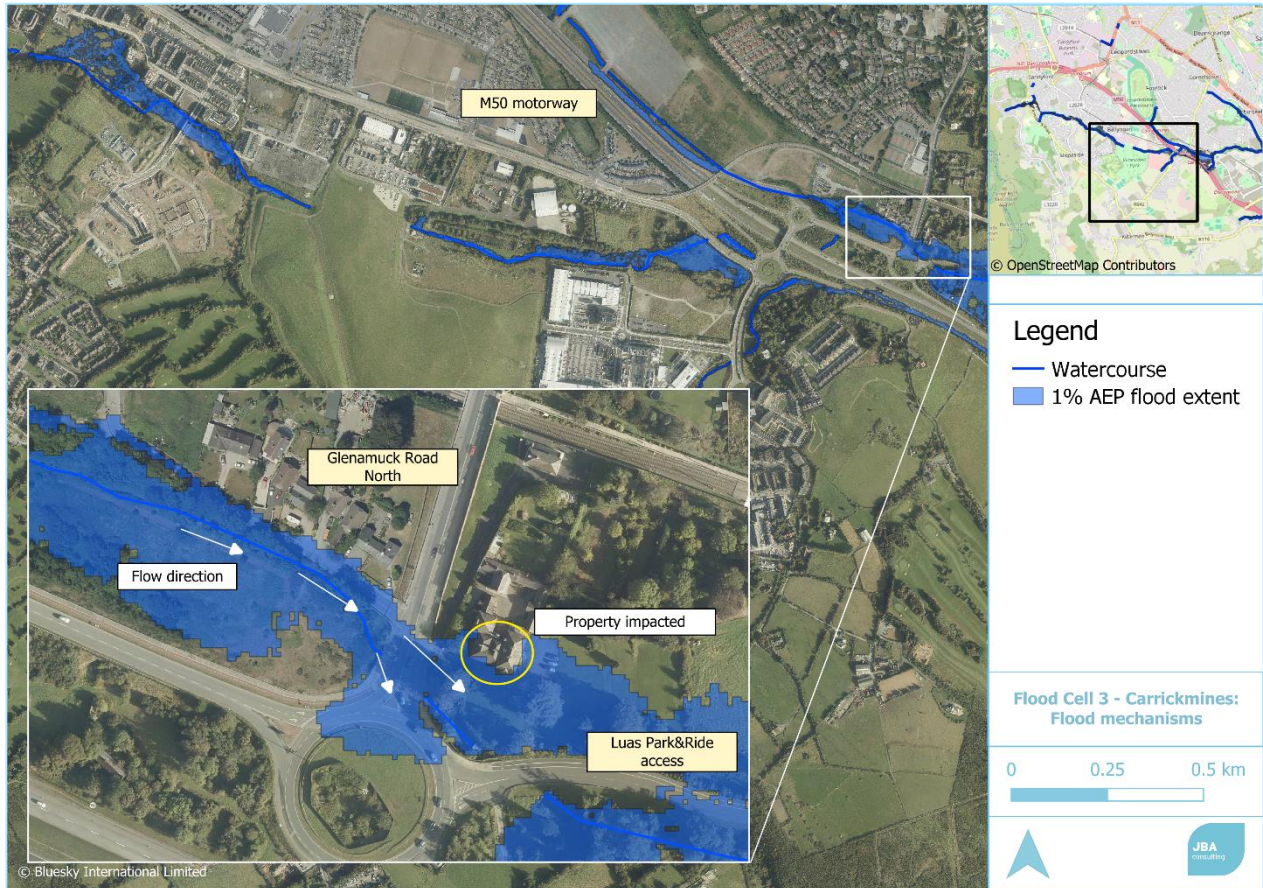 M50 motorway
Glenamuck Road
North
Flow direction
Property impacted
Luas Park&Ride
access
© Bluesky International Limited
© OpenStreetMap Contributors
Legend
Watercourse
1% AEP flood extent
Flood Cell 3 - Carrickmines:
Flood mechanisms
0 0.25 0.5 km
JBA
consulting